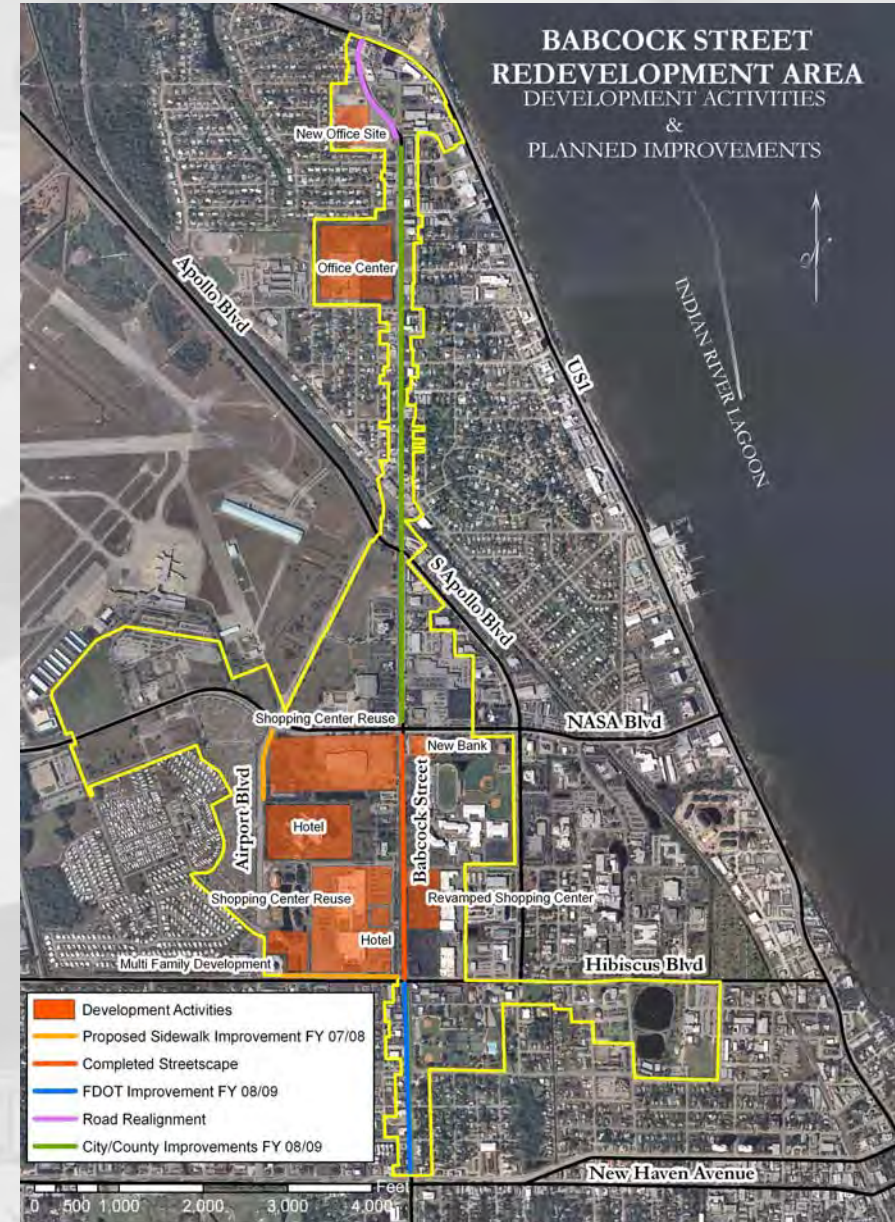 BABCOCK STREET
REDEVELOPMENT AREA
DEVELOPMENT ACTIVITIES
&
PLANNED IMPROVEMENTS
New Office Site
Office Center
Apollo Blvd
US1
INDIAN RIVER LAGOON
S Apollo Blvd
Shopping Center Reuse
NASA Blvd
New Bank
Airport Blvd
Babcock Street
Hotel
Shopping Center Reuse
Revamped Shopping Center
Hotel
Multi Family Development
Hibiscus Blvd
Development Activities
Proposed Sidewalk Improvement FY 07/08
Completed Streetscape
FDOT Improvement FY 08/09
Road Realignment
City/County Improvements FY 08/09
New Haven Avenue
Feet
0 500 1,000 2,000 3,000 4,000